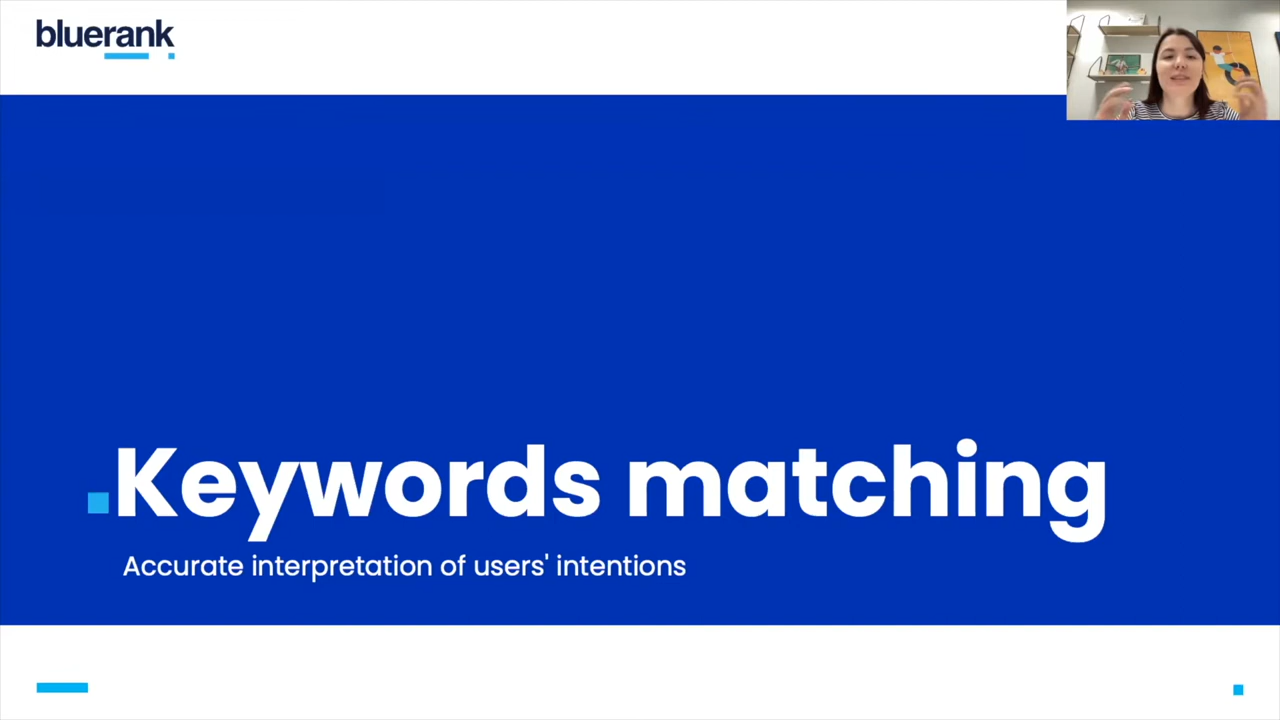 bluerank
Keywords matching
Accurate interpretation of users' intentions